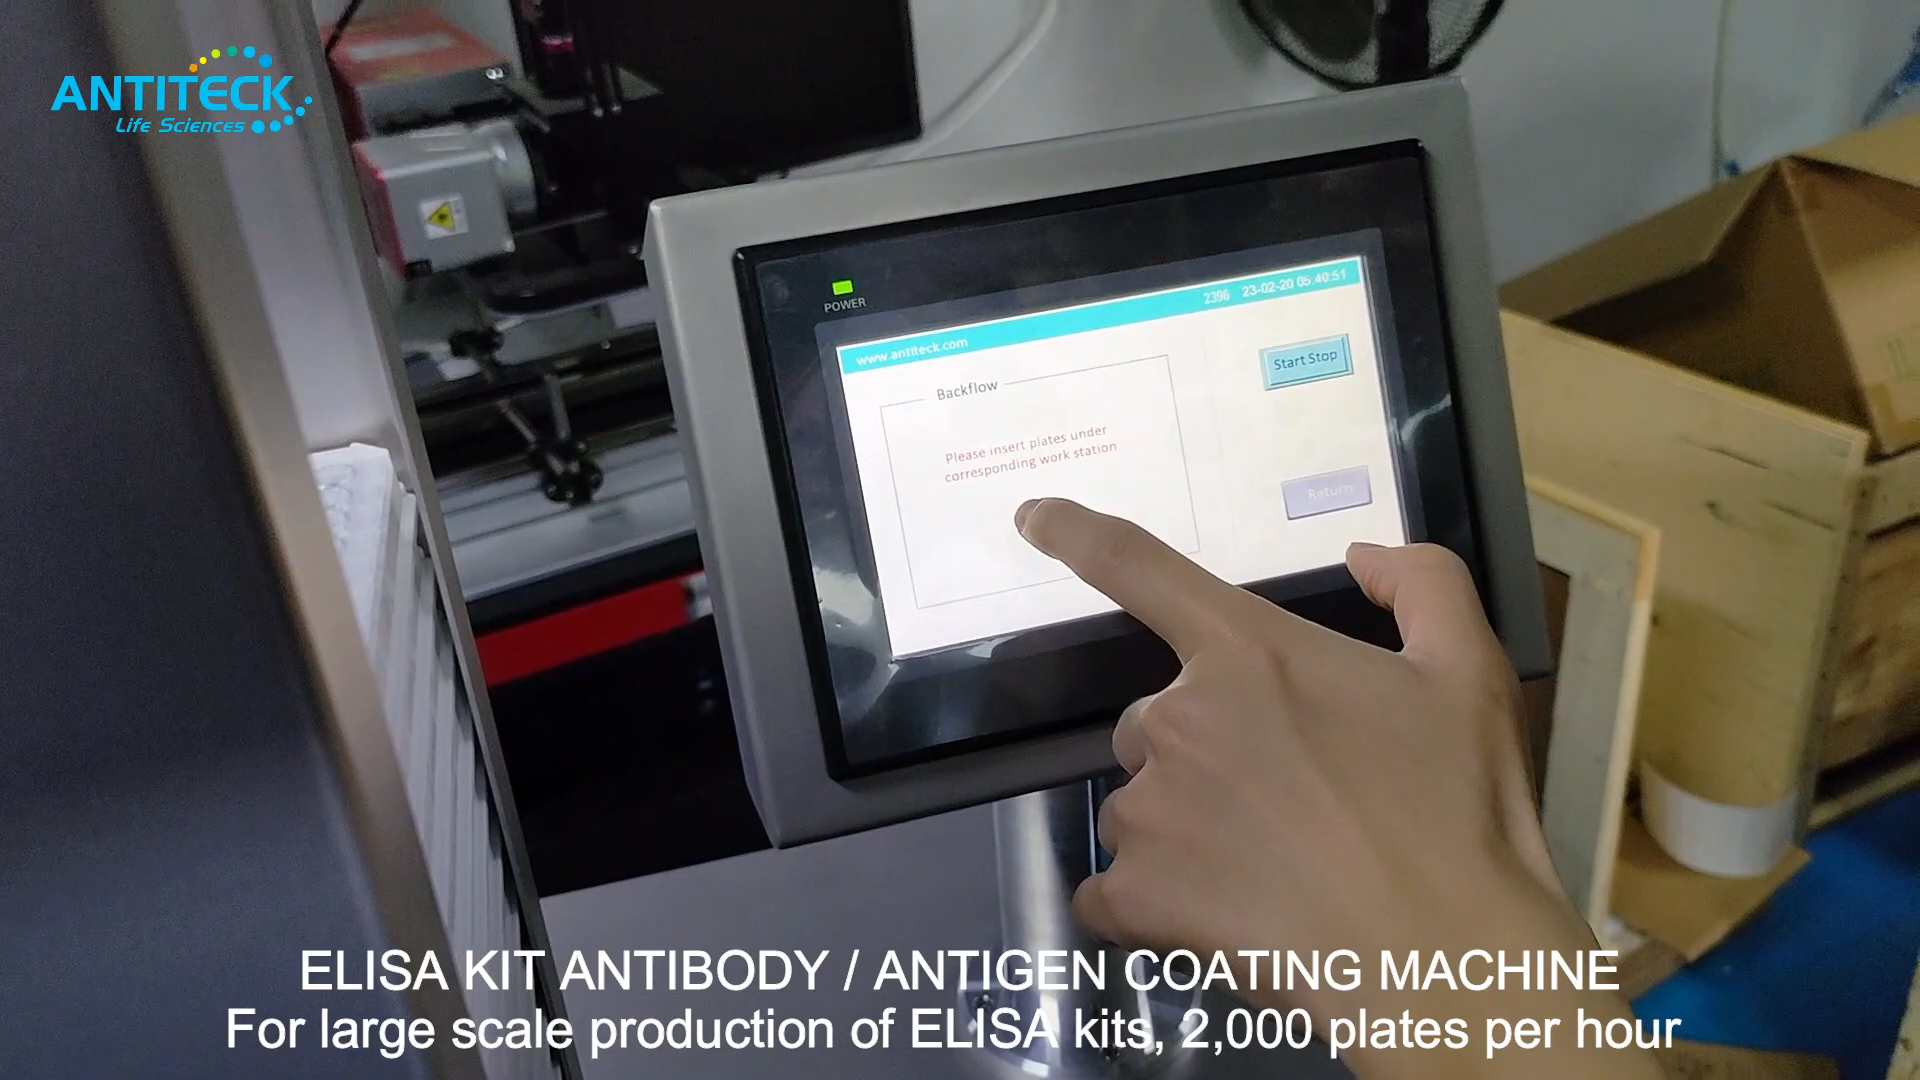 ANTITECK
Life Sciences
POWER
www.antiteck.com
2396 23-02-20 05:40:51
Backflow
Please insert plates under
corresponding work station
Start Stop
Return
ELISA KIT ANTIBODY / ANTIGEN COATING MACHINE
For large scale production of ELISA kits, 2,000 plates per hour